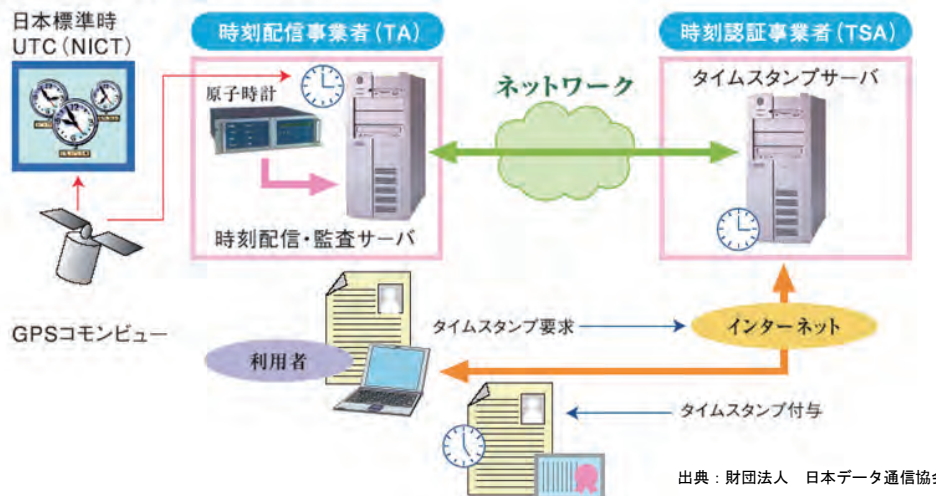 日本標準時
UTC(NICT)
時刻配信事業者(TA)
時刻認証事業者(TSA)
原子時計
ネットワーク
タイムスタンプサーバ
時刻配信・監査サーバ
GPSコモンビュー
タイムスタンプ要求
インターネット
利用者
タイムスタンプ付与
出典:財団法人 日本データ通信協会